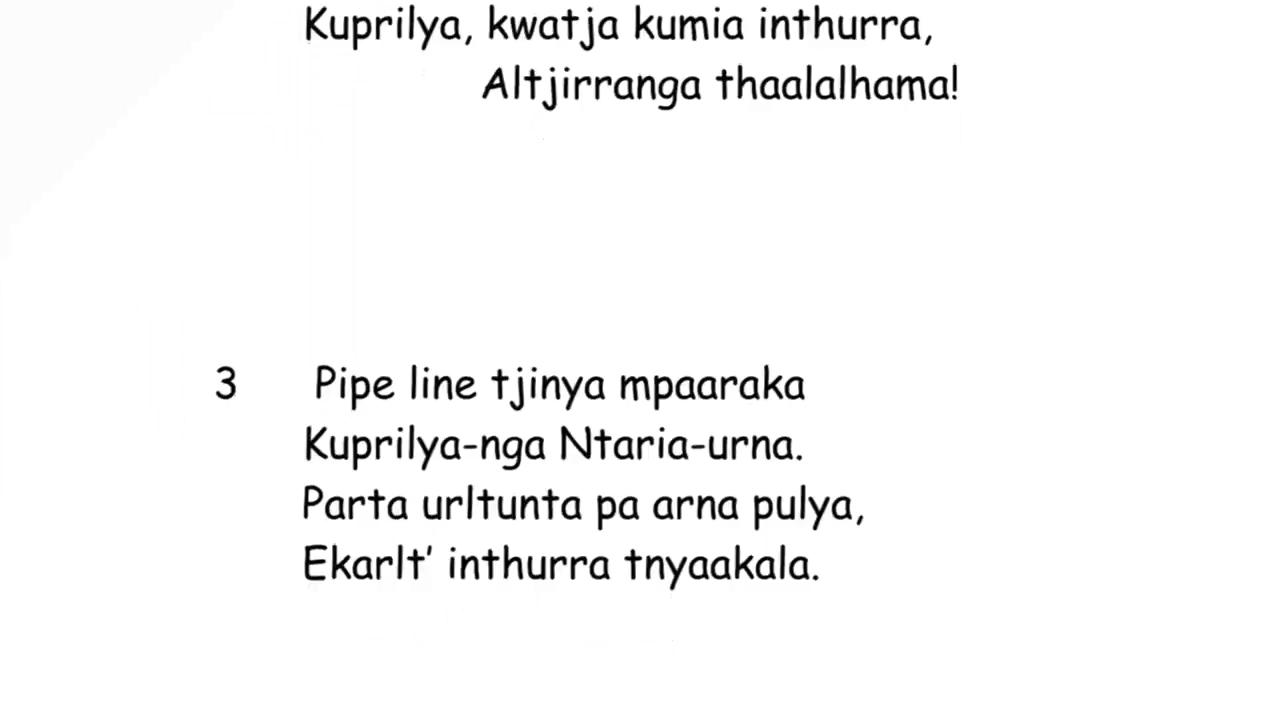 Kuprilya, kwatja kumia inthurra,
Altjirranga thaalalhama!
3 Pipe line tjinya mpaaraka
Kuprilya-nga Ntaria-urna.
Parta urltunta pa arna pulya,
Ekarlt' inthurra tnyaakala.